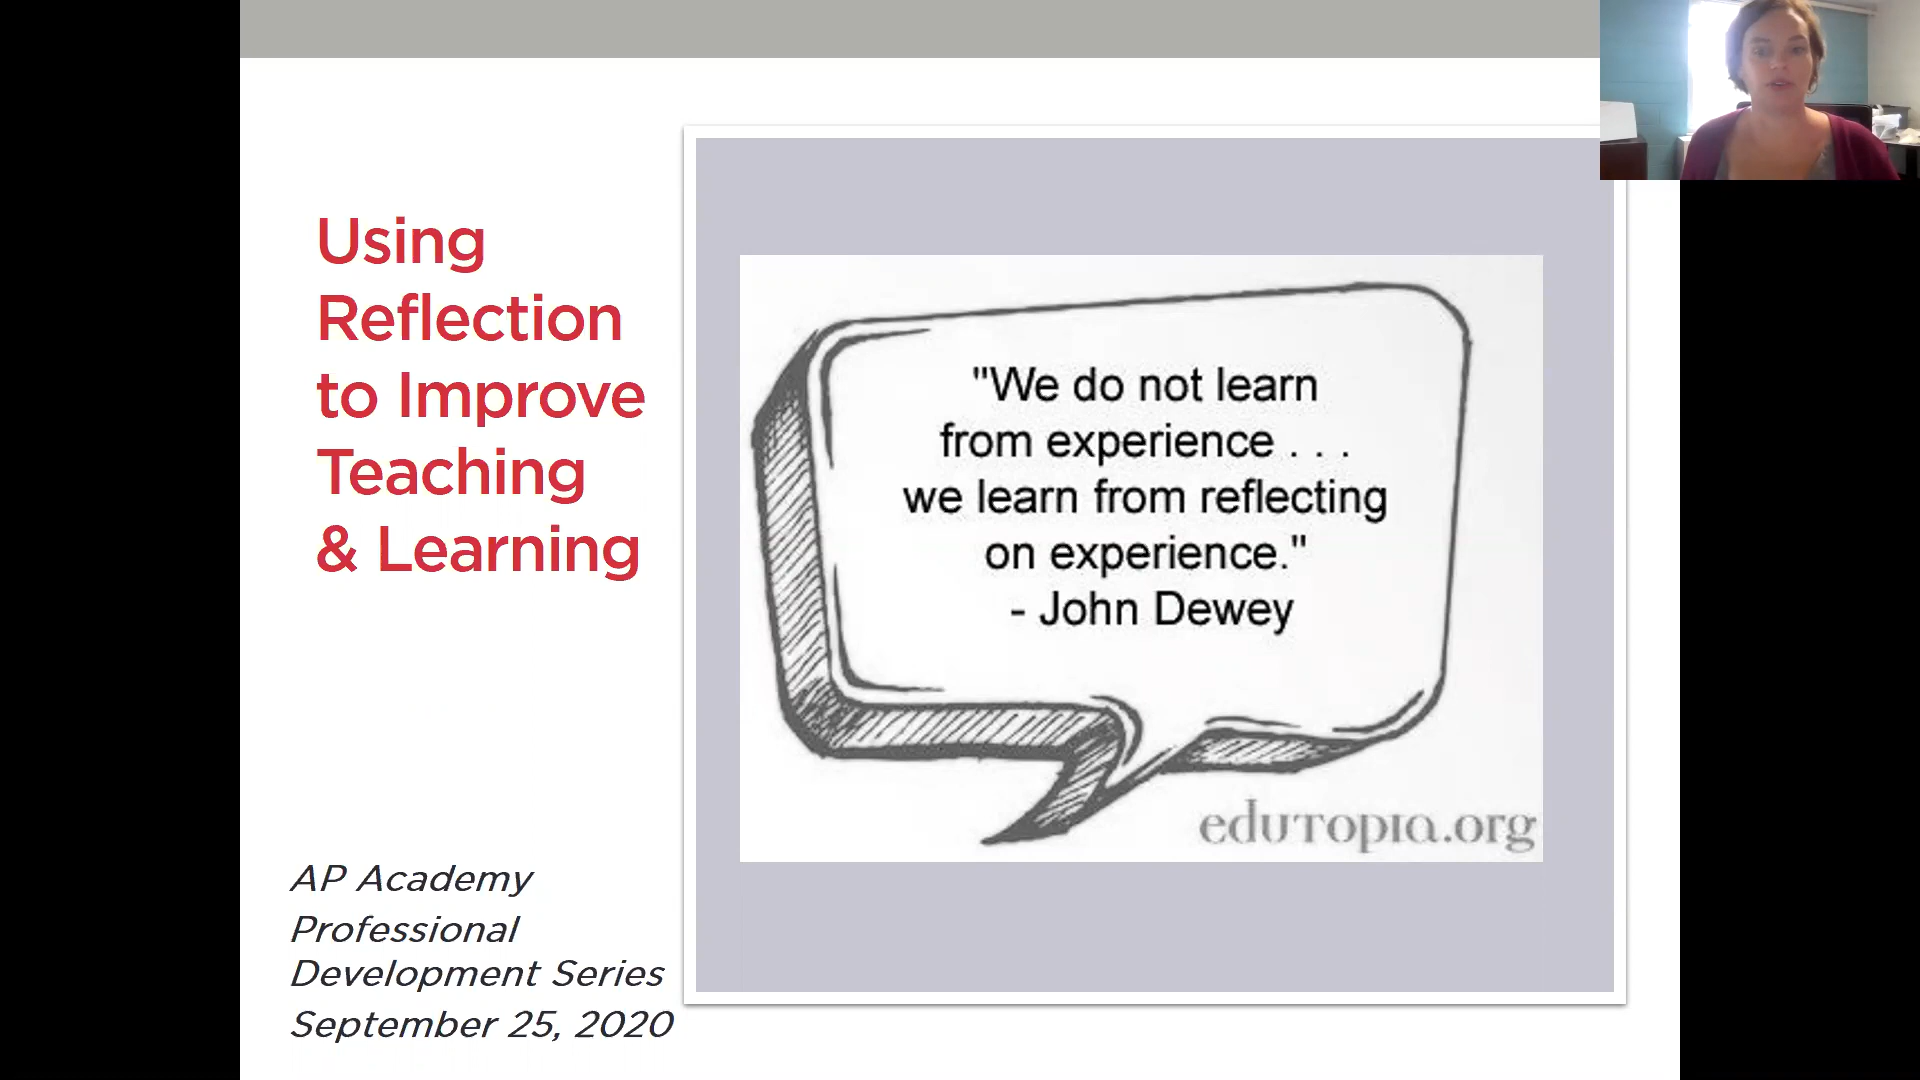 Using
Reflection
to Improve
Teaching
& Learning
"We do not learn
from experience . . .
we learn from reflecting
on experience."
- John Dewey
edutopia.org
AP Academy
Professional
Development Series
September 25, 2020